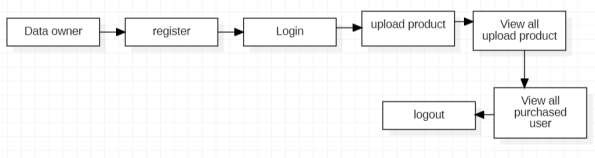 Data owner
register
Login
upload product
View all
upload product
View all
purchased
user
logout